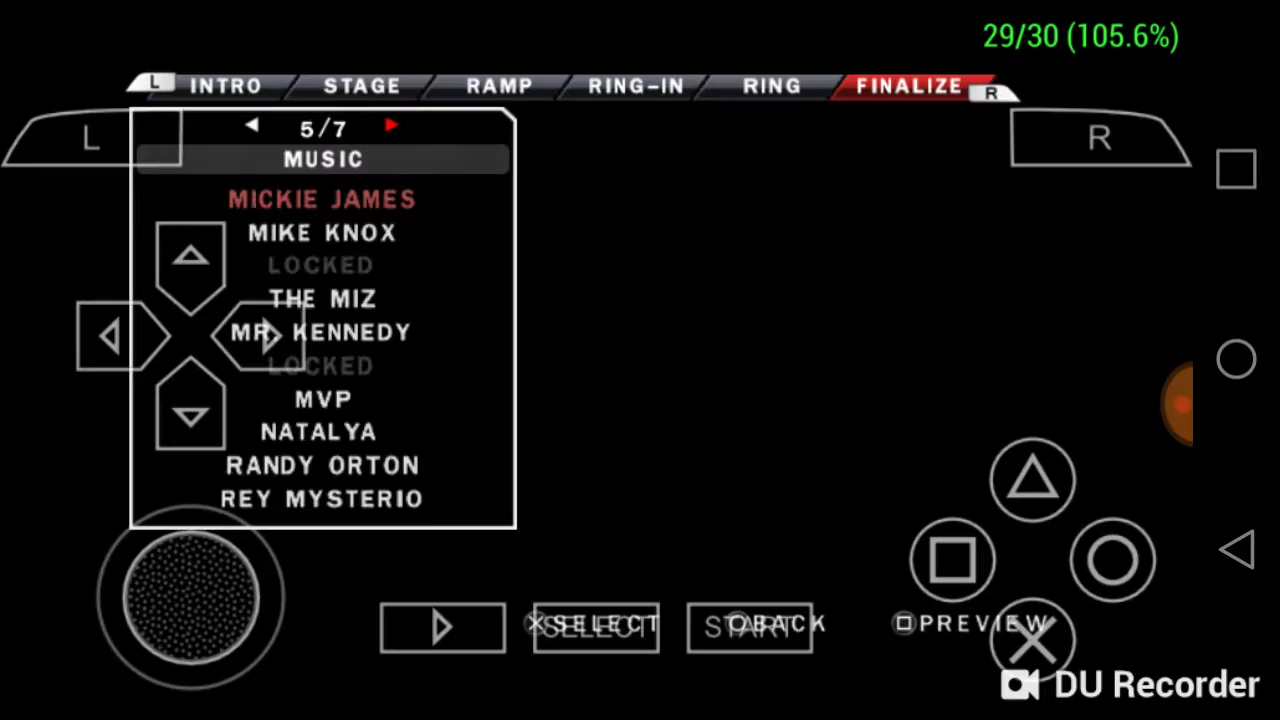 29/30 (105.6%)
L INTRO STAGE RAMP RING-IN RING FINALIZE R
L
R
5/7
MUSIC
MICKIE JAMES
MIKE KNOX
LOCKED
THE MIZ
MR. KENNEDY
LOCKED
MVP
NATALYA
RANDY ORTON
REY MYSTERIO
SELECT
SELECT
START
BACK
PREVIEW
DU Recorder